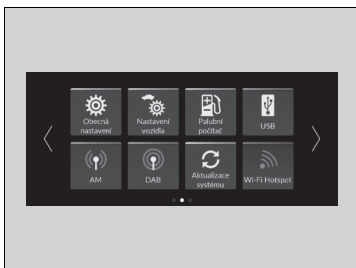 Obecná
nastavení
Nastavení
vozidla
Palubní
počítač
USB
AM
DAB
Aktualizace
systému
Wi-Fi Hotspot